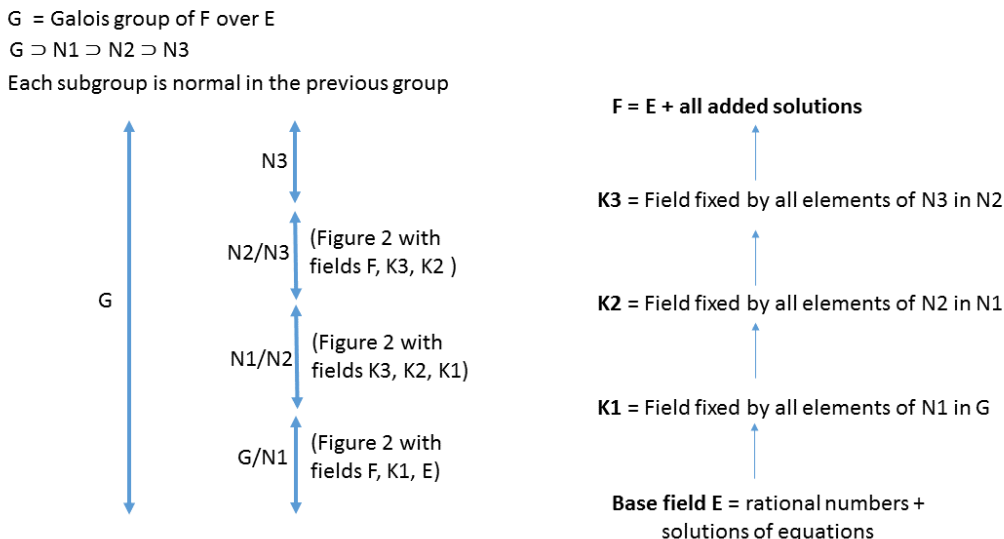 G = Galois group of F over E
G ⊃ N1 ⊃ N2 ⊃ N3
Each subgroup is normal in the previous group
G
N3
N2/N3
(Figure 2 with
fields F, K3, K2 )
N1/N2
(Figure 2 with
fields K3, K2, K1)
G/N1
(Figure 2 with
fields F, K1, E)
F = E + all added solutions
K3 = Field fixed by all elements of N3 in N2
K2 = Field fixed by all elements of N2 in N1
K1 = Field fixed by all elements of N1 in G
Base field E = rational numbers +
solutions of equations